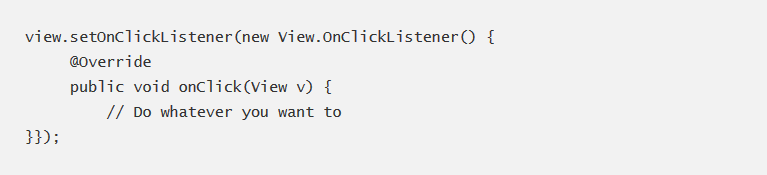 view.setOnClickListener(new View.OnClickListener() {
     @Override
     public void onClick(View v) {
         // Do whatever you want to
}});